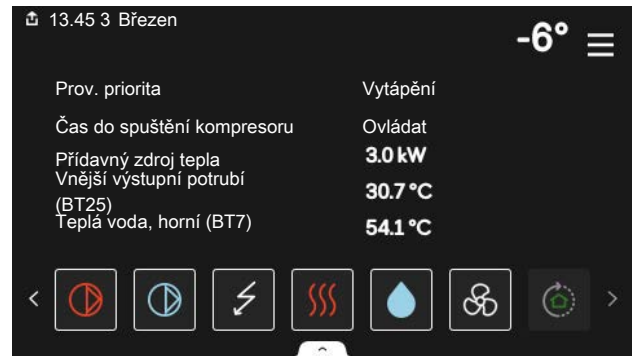 13.45 3 Březen
-6°
Prov. priorita Vytápění
Čas do spuštění kompresoru Ovládat
Přídavný zdroj tepla 3.0 kW
Vnější výstupní potrubí
(BT25) 30.7 °C
Teplá voda, horní (BT7) 54.1 °C